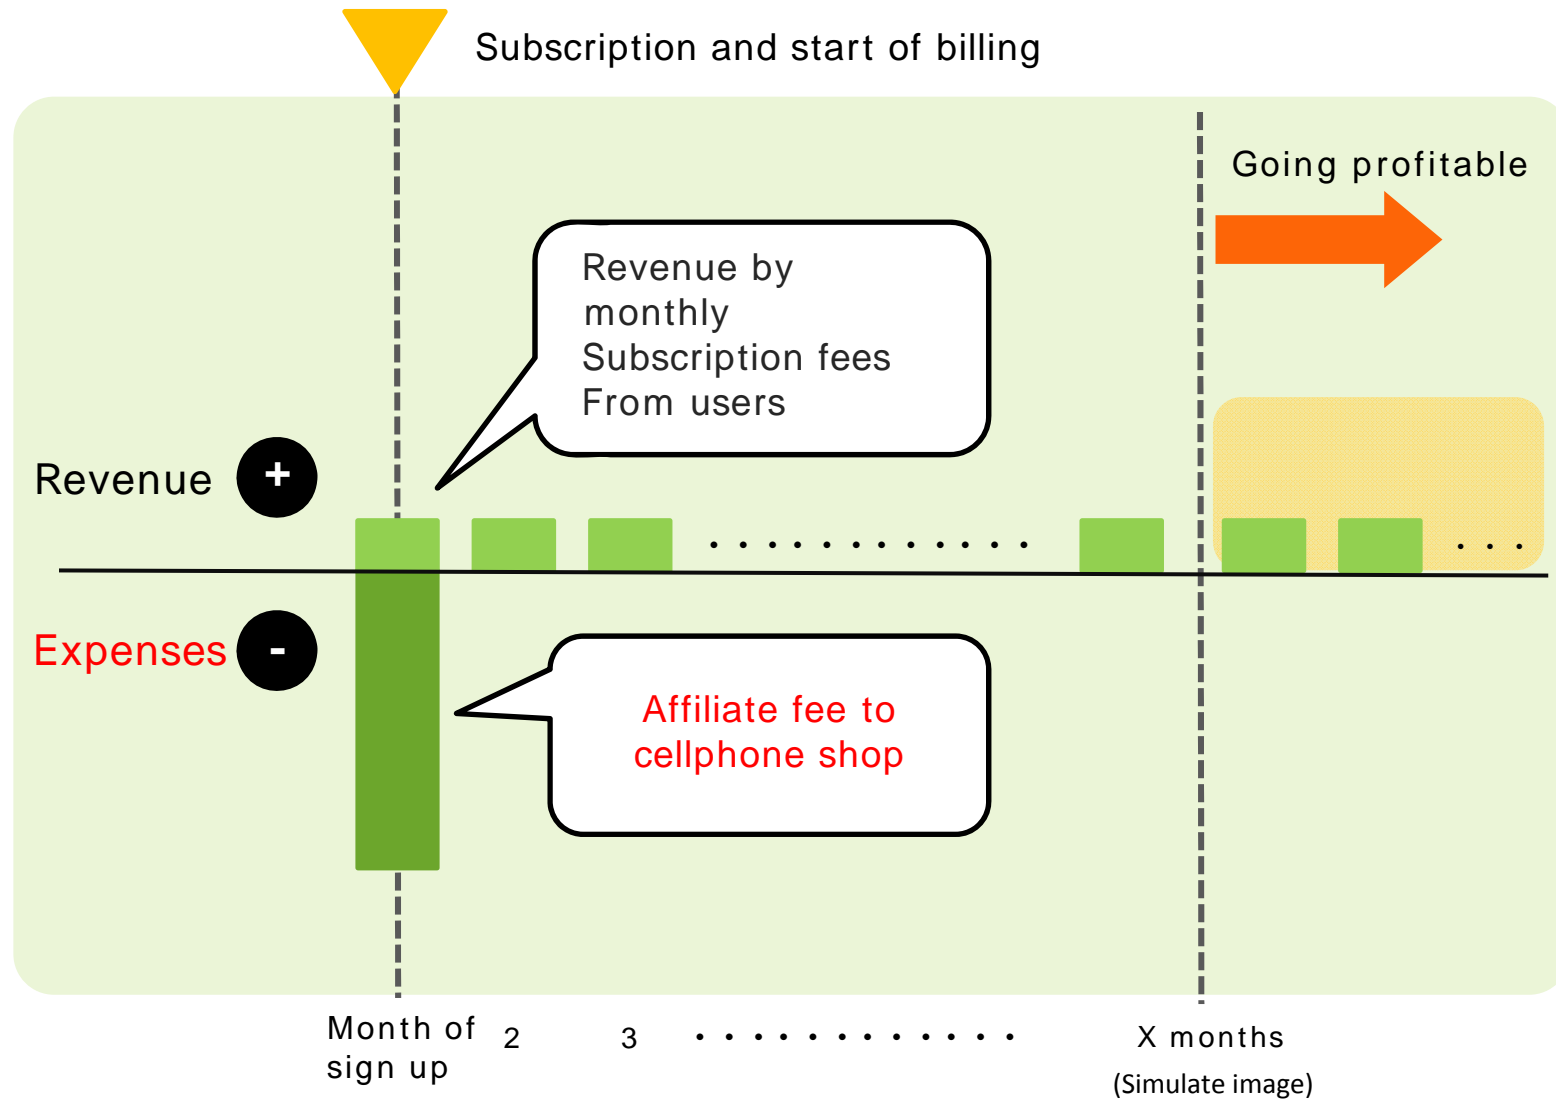 Subscription and start of billing
Going profitable
Revenue by
monthly
Subscription fees
From users
Revenue +
Expenses -
Affiliate fee to
cellphone shop
Month of
sign up
2
3
............
X months
(Simulate image)
............
...